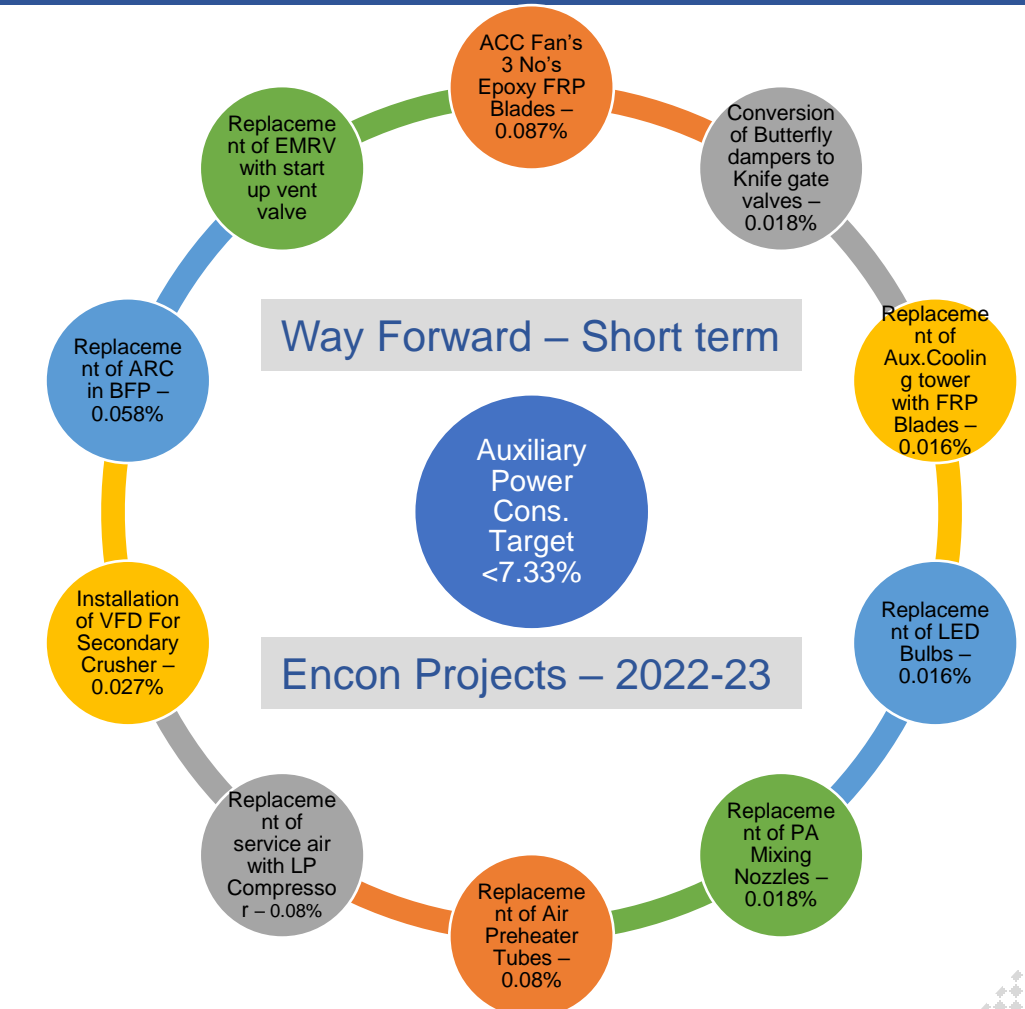 ACC Fan’s
3 No’s
Epoxy FRP
Blades –
0.087%
Conversion
of Butterfly
dampers to
Knife gate
valves –
0.018%
Replaceme
nt of
Aux.Coolin
g tower
with FRP
Blades –
0.016%
Replaceme
nt of LED
Bulbs –
0.016%
Replaceme
nt of PA
Mixing
Nozzles –
0.018%
Replaceme
nt of Air
Preheater
Tubes –
0.08%
Replaceme
nt of
service air
with LP
Compresso
r – 0.08%
Installation
of VFD For
Secondary
Crusher –
0.027%
Replaceme
nt of ARC
in BFP –
0.058%
Replaceme
nt of EMRV
with start
up vent
valve
Way Forward – Short term
Auxiliary
Power
Cons.
Target
<7.33%
Encon Projects – 2022-23